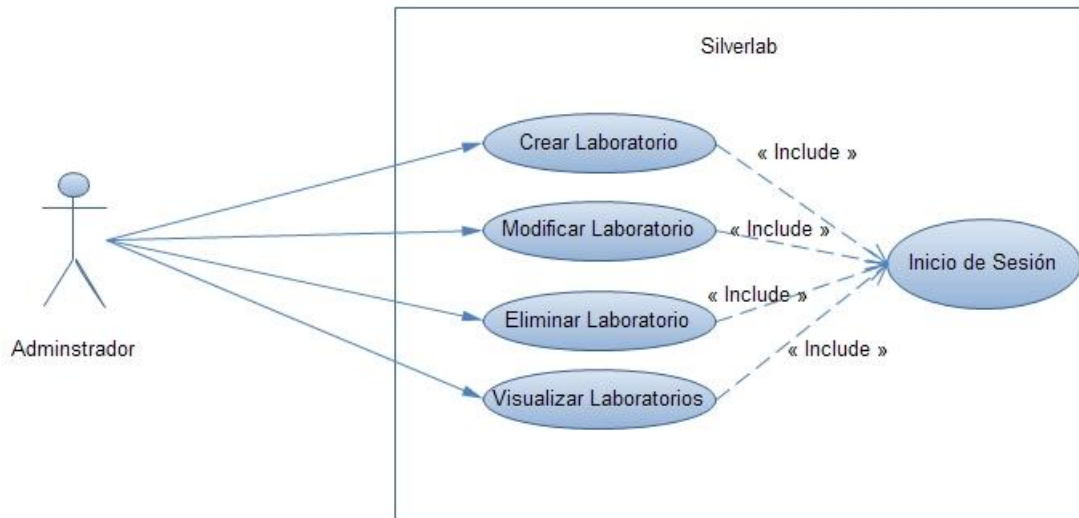 Silverlab
Crear Laboratorio
« Include »
Modificar Laboratorio
« Include »
Inicio de Sesión
« Include »
Eliminar Laboratorio
Adminstrador
« Include »
Visualizar Laboratorios